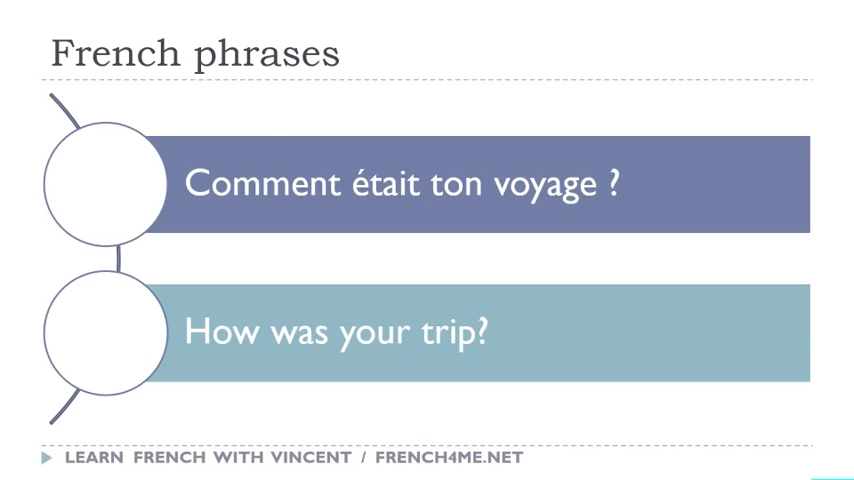 French phrases
Comment était ton voyage ?
How was your trip?
LEARN FRENCH WITH VINCENT / FRENCH4ME.NET